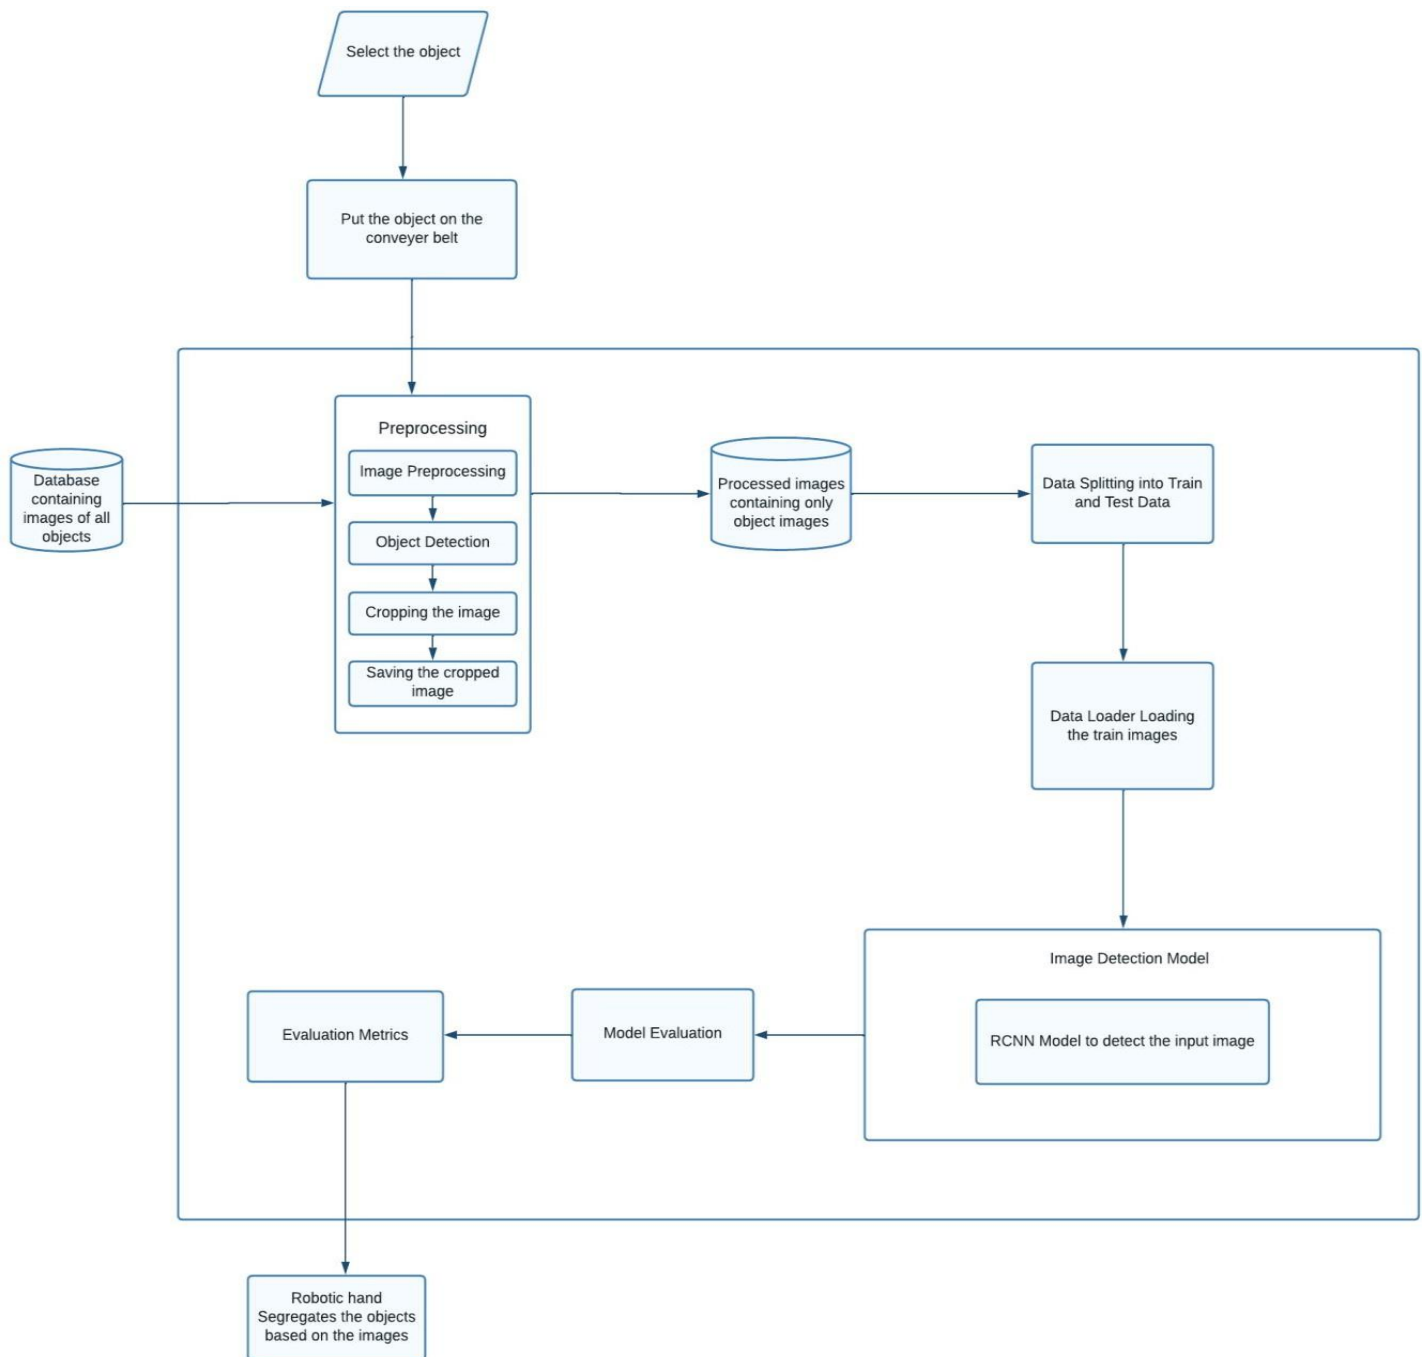 Select the object
Put the object on the
conveyer belt
Database
containing
images of all
objects
Preprocessing
Image Preprocessing
Object Detection
Cropping the image
Saving the cropped
image
Processed images
containing only
object images
Data Splitting into Train
and Test Data
Data Loader Loading
the train images
Image Detection Model
RCNN Model to detect the input image
Model Evaluation
Evaluation Metrics
Robotic hand
Segregates the objects
based on the images